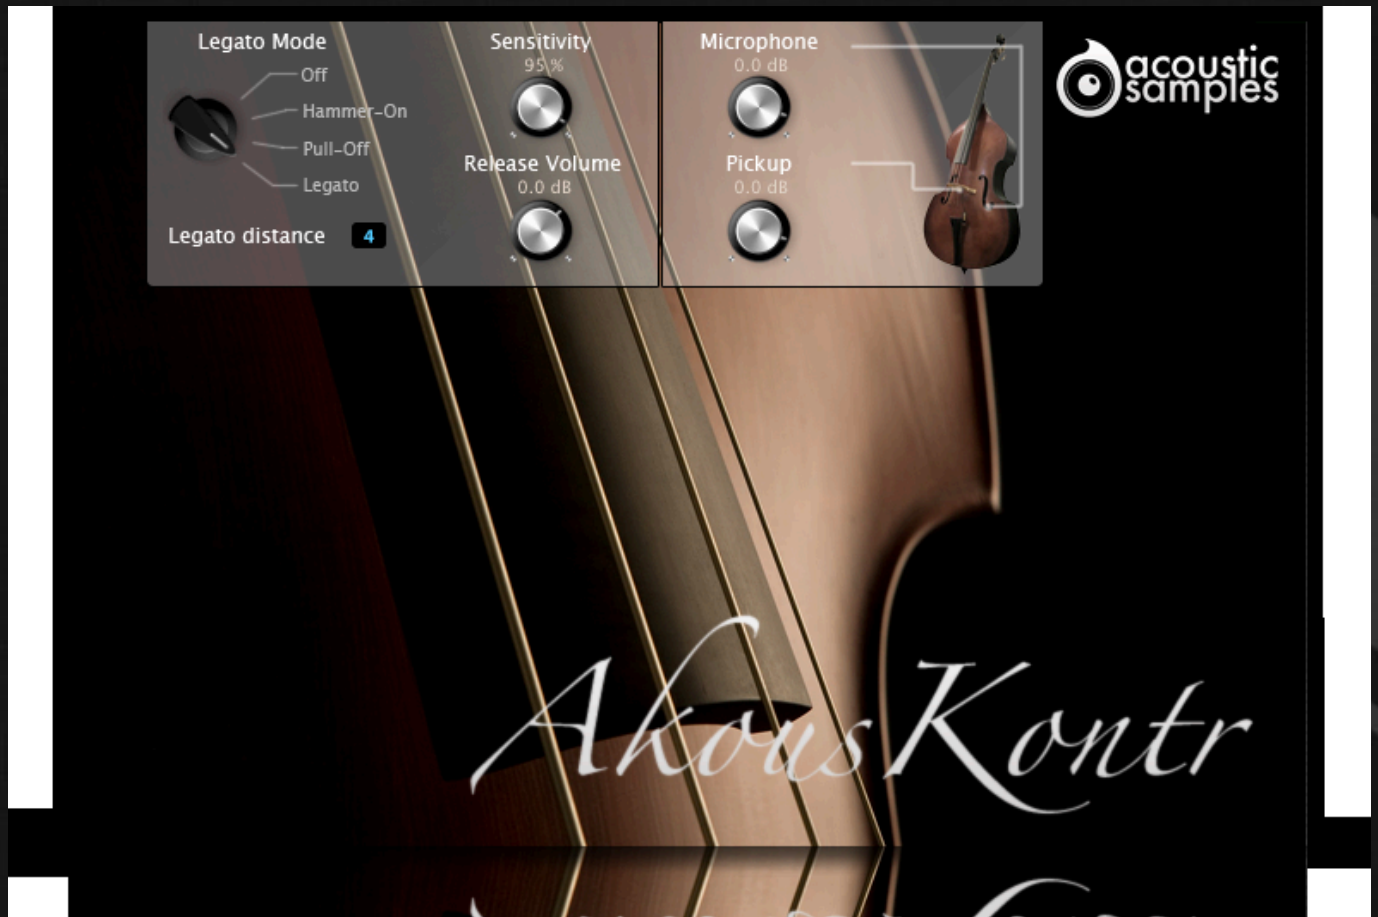 Legato Mode
Off
Hammer-On
Pull-Off
Legato
Legato distance 4
Sensitivity
95 %
Release Volume
0.0 dB
Microphone
0.0 dB
Pickup
0.0 dB
acoustic
samples
AkousKontr